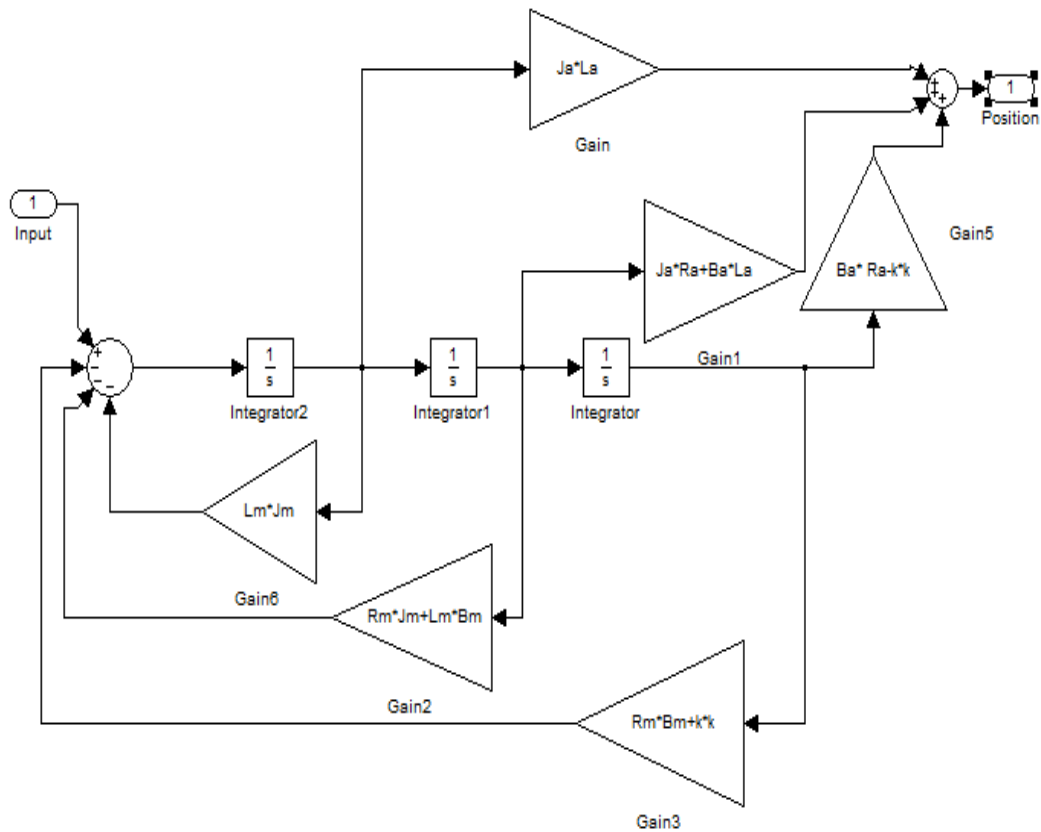 Ja*La
1
Position
Gain
1
Input
Gain5
Ja*Ra+Ba*La
Ba* Ra-k*k
+
+
+
+
−
−
−
1
s
Integrator2
1
s
Integrator1
1
s
Integrator
Gain1
Lm*Jm
Gain6
Rm*Jm+Lm*Bm
Gain2
Rm*Bm+k*k
Gain3